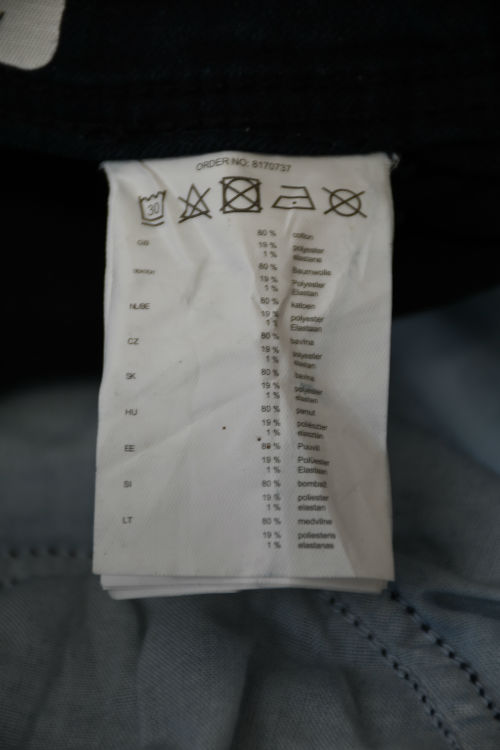 ORDER NO: 8170737
30
GB 80 % cotton
19 % polyester
1 % elastane
80 % Baumwolle
19 % Polyester
1 % Elastan
NL/BE 80 % katoen
19 % polyester
1 % Elastaan
CZ 80 % bavlna
19 % polyester
1 % elastan
SK 80 % bavlna
19 % polyester
1 % elastan
HU 80 % pamut
19 % poliészter
1 % elasztán
EE 80 % Puuvill
19 % Polüester
1 % Elastaan
SI 80 % bombaž
19 % poliester
1 % elastan
LT 80 % medvilnė
19 % poliesteris
1 % elastanas